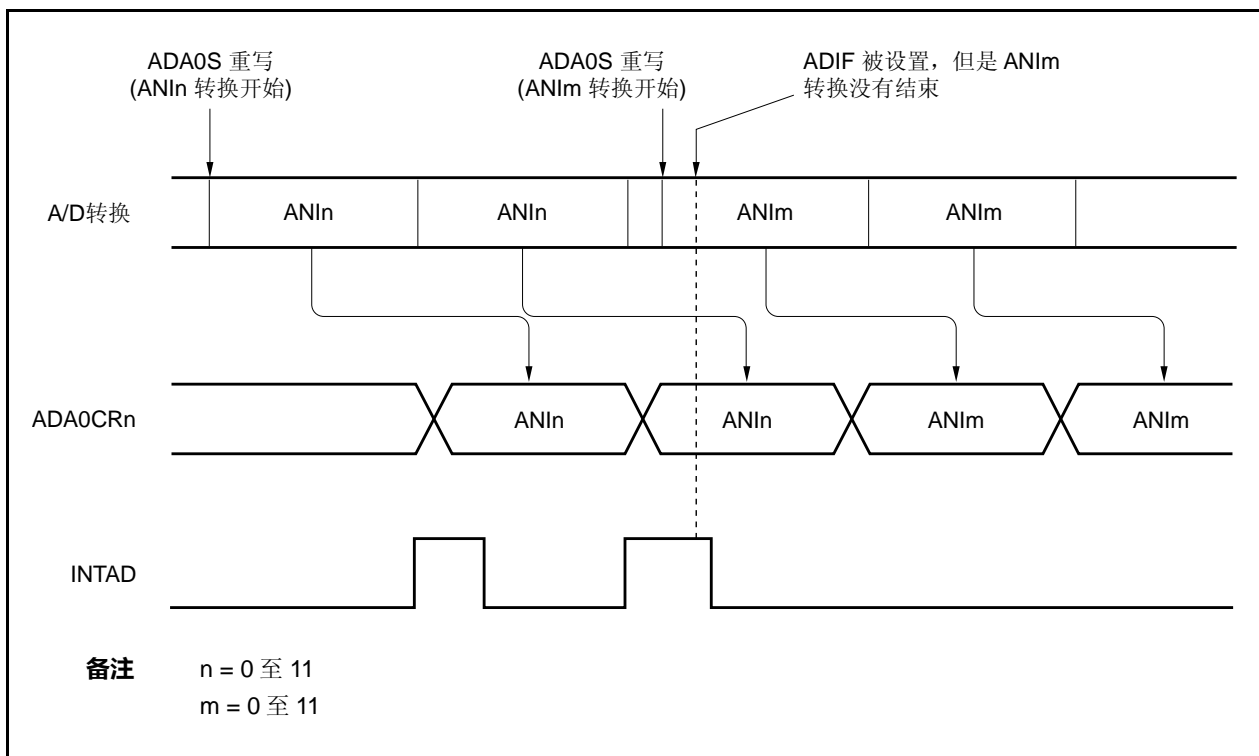 ADA0S 重写
(ANIn 转换开始)
ADA0S 重写
(ANIm 转换开始)
ADIF 被设置，但是 ANIm
转换没有结束
A/D转换
ANIn
ANIn
ANIm
ANIm
ADA0CRn
ANIn
ANIn
ANIm
ANIm
INTAD
备注 n = 0 至 11
m = 0 至 11